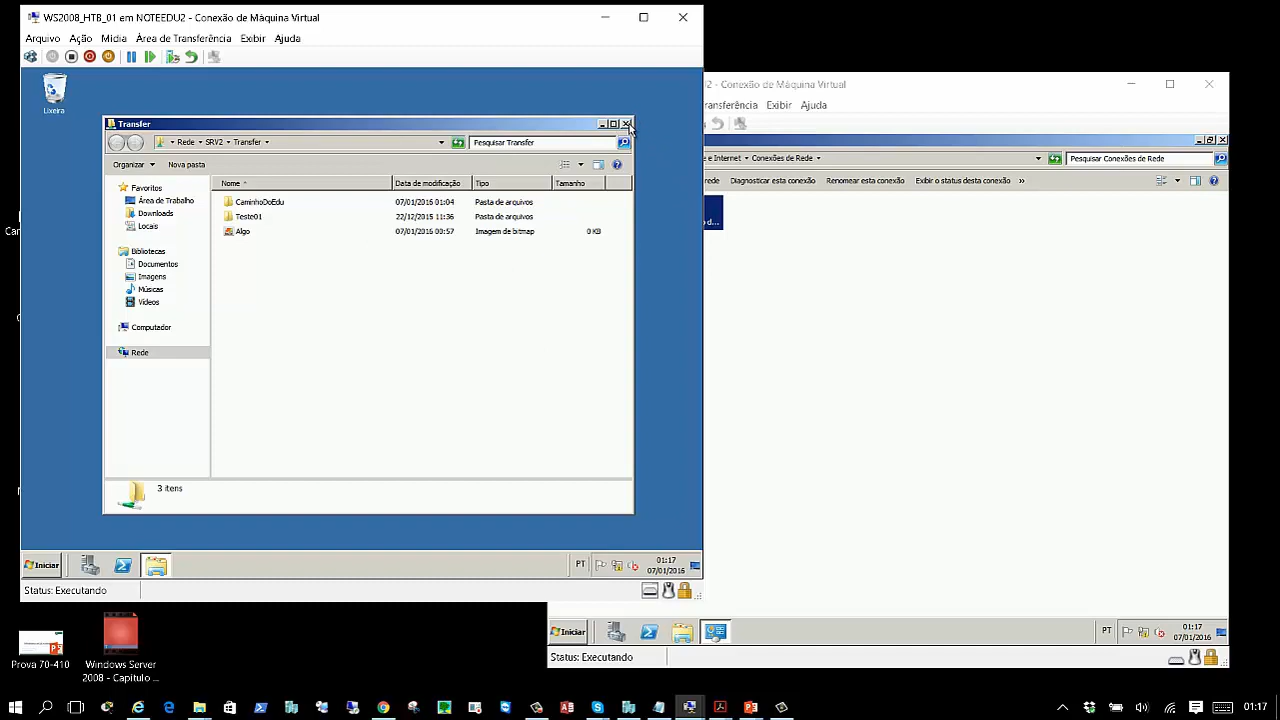 WS2008_HTB_01 em NOTEEDU2 - Conexão de Máquina Virtual
Arquivo Ação Mídia Área de Transferência Exibir Ajuda
Lixeira
Transfer
Rede SRV2 Transfer
Pesquisar Transfer
Organizar Nova pasta
Nome Data de modificação Tipo Tamanho
CaminhoDoEdu 07/01/2016 01:04 Pasta de arquivos
Teste01 22/12/2015 11:36 Pasta de arquivos
Algo 07/01/2016 00:57 Imagem de bitmap 0 KB
Favoritos
Área de Trabalho
Downloads
Locais
Bibliotecas
Documentos
Imagens
Músicas
Vídeos
Computador
Rede
3 itens
Iniciar
PT
01:17
07/01/2016
Status: Executando
2 - Conexão de Máquina Virtual
ansferência Exibir Ajuda
e e Internet Conexões de Rede
Pesquisar Conexões de Rede
rede Diagnosticar esta conexão Renomear esta conexão Exibir o status desta conexão »
o d...
Iniciar
PT
01:17
07/01/2016
Status: Executando
Prova 70-410
Windows Server
2008 - Capitulo ...
01:17